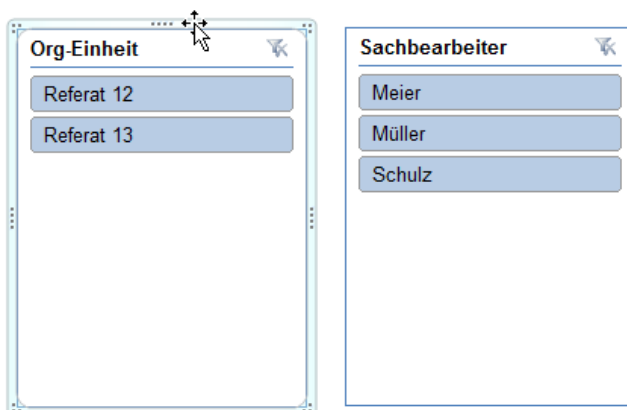 Org-Einheit
Referat 12
Referat 13
Sachbearbeiter
Meier
Müller
Schulz